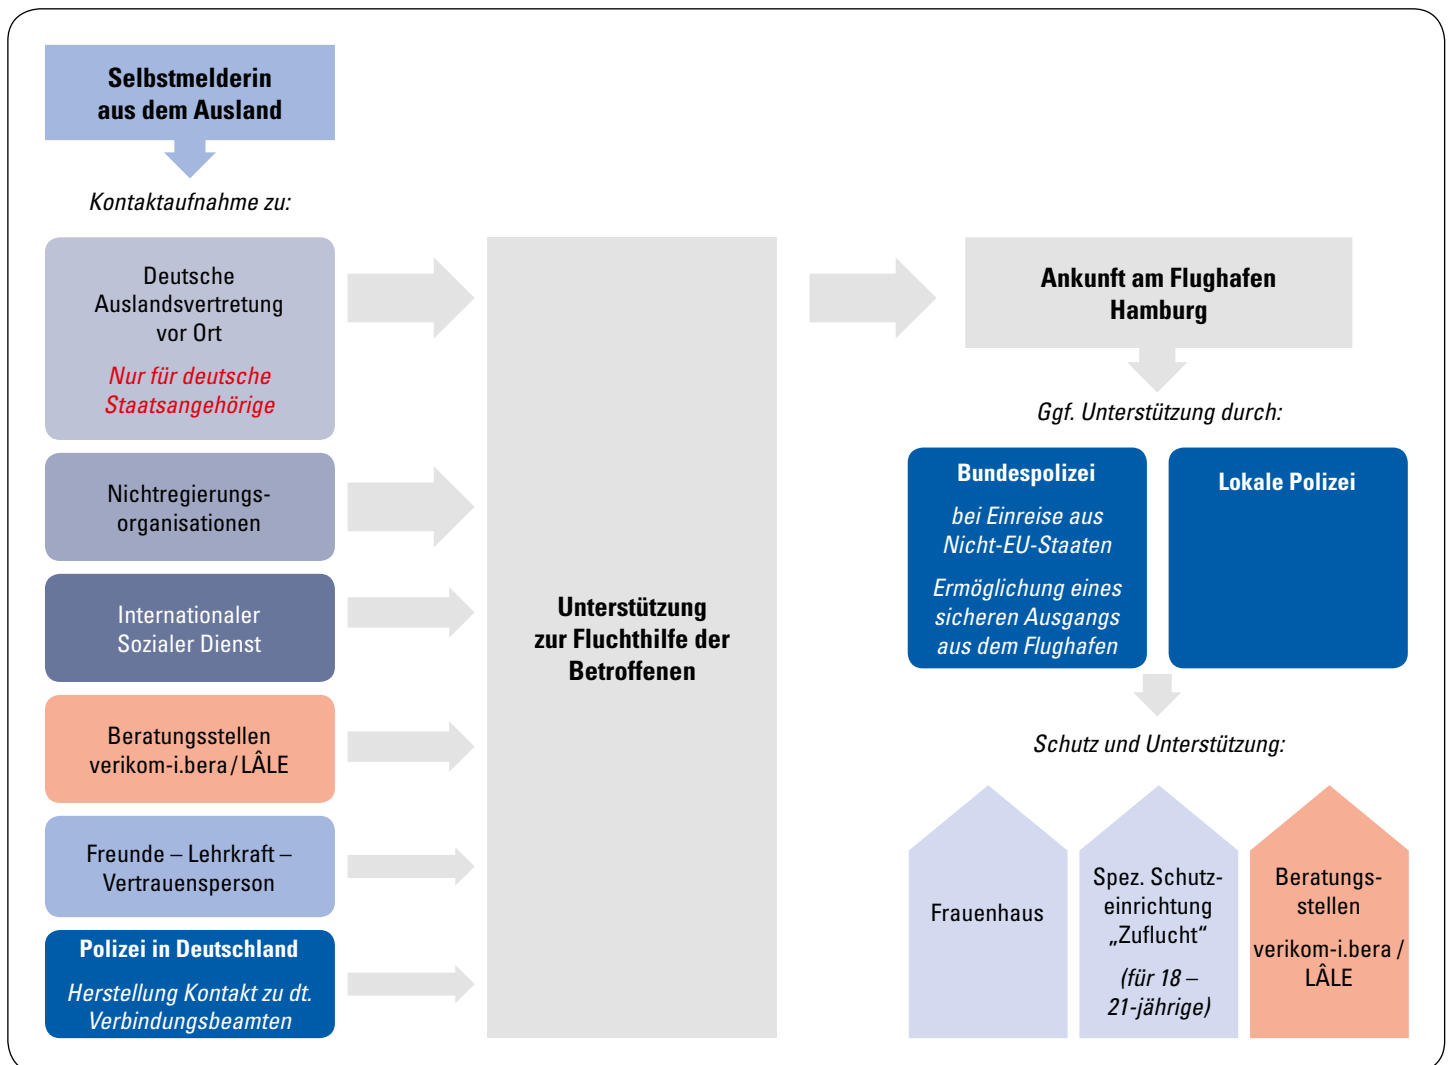 Selbstmelderin
aus dem Ausland
Kontaktaufnahme zu:
Deutsche
Auslandsvertretung
vor Ort
Nur für deutsche
Staatsangehörige
Nichtregierungs-
organisationen
Internationaler
Sozialer Dienst
Beratungsstellen
verikom-i.bera / LÂLE
Freunde – Lehrkraft –
Vertrauensperson
Polizei in Deutschland
Herstellung Kontakt zu dt.
Verbindungsbeamten
Unterstützung
zur Fluchthilfe der
Betroffenen
Ankunft am Flughafen
Hamburg
Ggf. Unterstützung durch:
Bundespolizei
bei Einreise aus
Nicht-EU-Staaten
Ermöglichung eines
sicheren Ausgangs
aus dem Flughafen
Lokale Polizei
Schutz und Unterstützung:
Frauenhaus
Spez. Schutz-
einrichtung
„Zuflucht“
(für 18 –
21-jährige)
Beratungs-
stellen
verikom-i.bera /
LÂLE